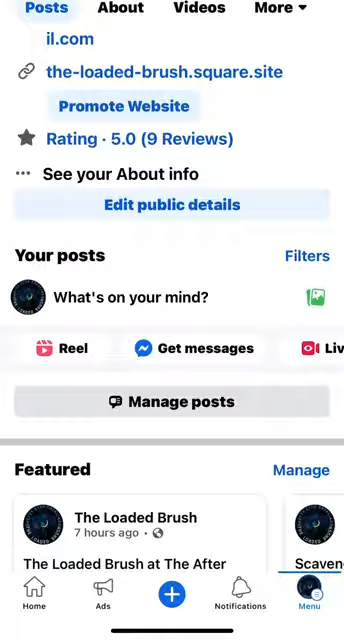 Posts About Videos More
il.com
the-loaded-brush.square.site
Promote Website
Rating · 5.0 (9 Reviews)
See your About info
Edit public details
Your posts Filters
What's on your mind?
Reel Get messages Liv
Manage posts
Featured Manage
The Loaded Brush
7 hours ago ·
The Loaded Brush at The After Scaven
Home Ads Notifications Menu